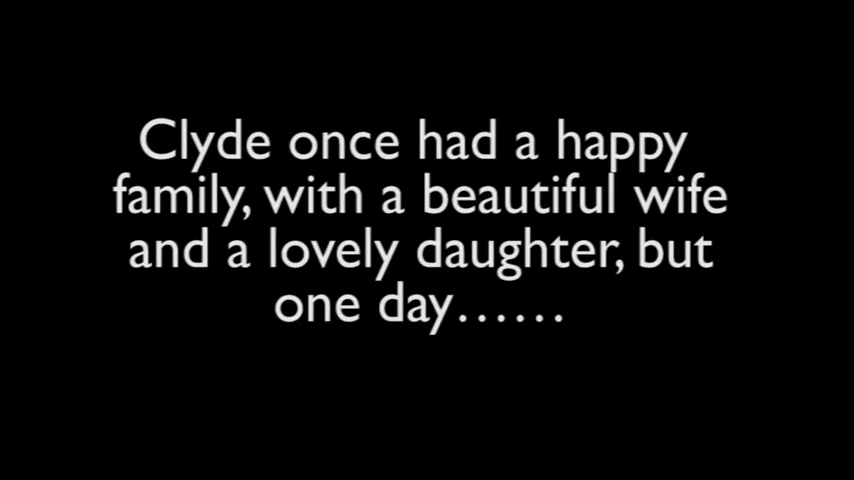 Clyde once had a happy
family, with a beautiful wife
and a lovely daughter, but
one day......